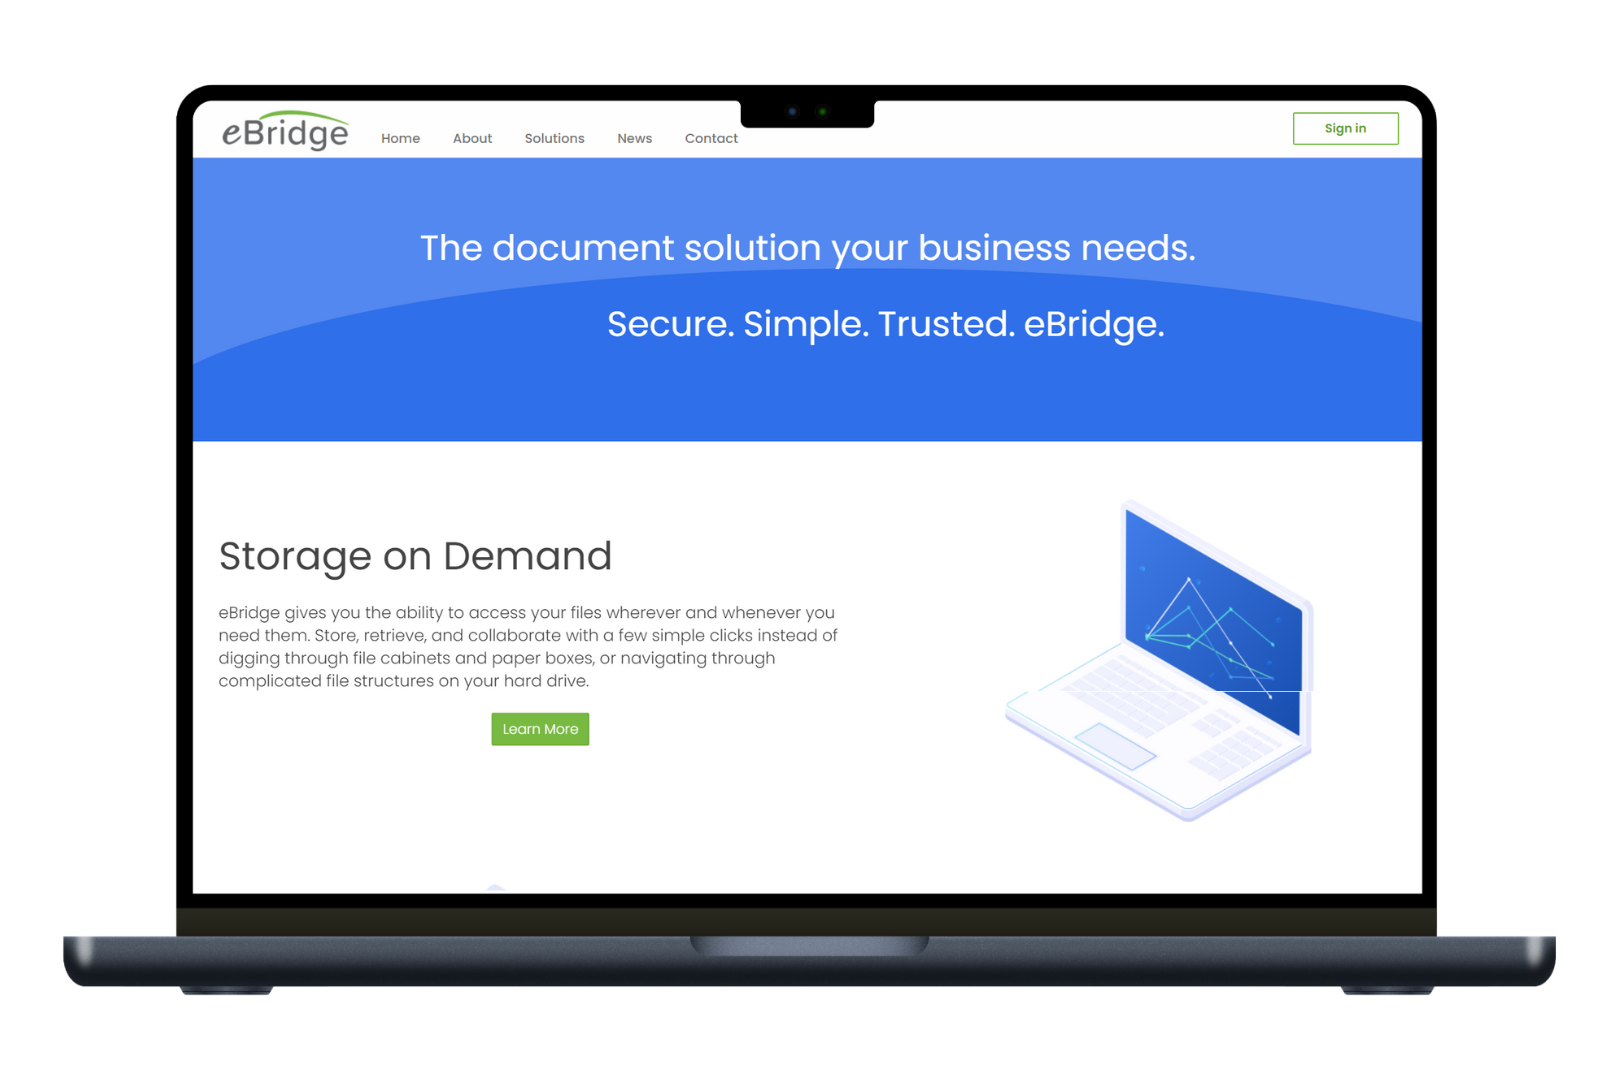 eBridge
Home About Solutions News Contact
Sign in
The document solution your business needs.
Secure. Simple. Trusted. eBridge.
Storage on Demand
eBridge gives you the ability to access your files wherever and whenever you
need them. Store, retrieve, and collaborate with a few simple clicks instead of
digging through file cabinets and paper boxes, or navigating through
complicated file structures on your hard drive.
Learn More